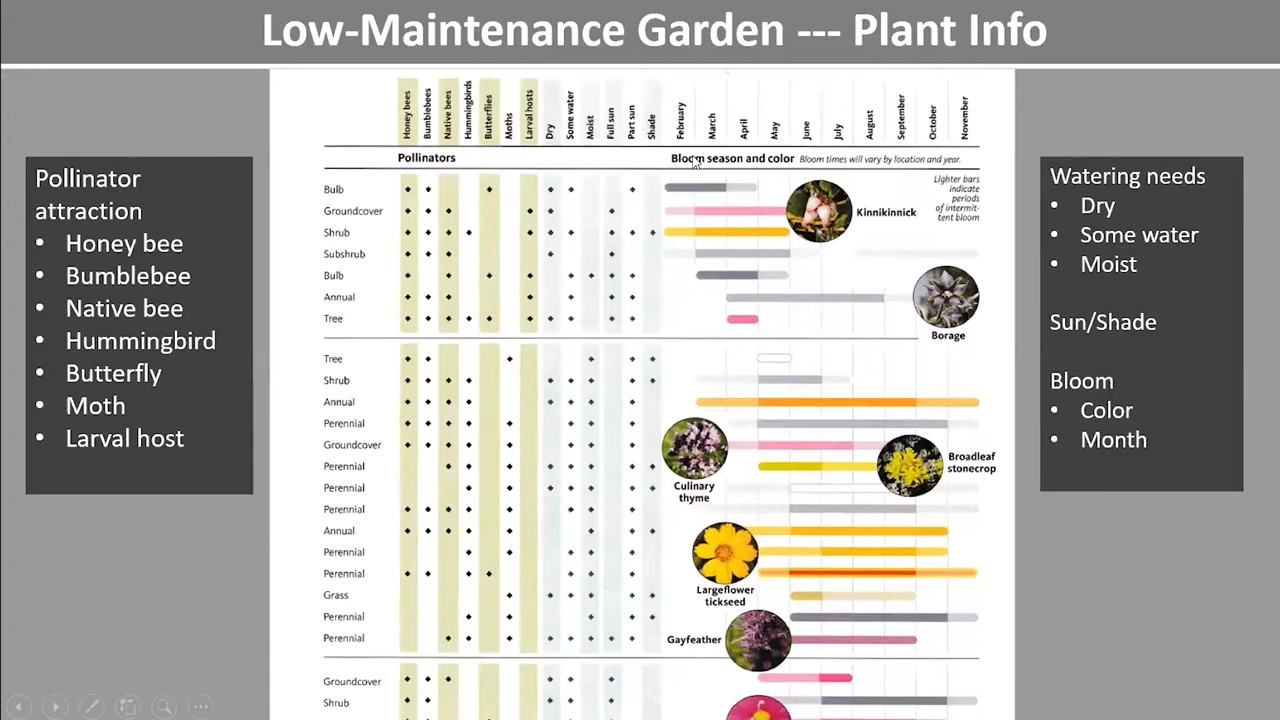 Low-Maintenance Garden --- Plant Info
Pollinator
attraction
• Honey bee
• Bumblebee
• Native bee
• Hummingbird
• Butterfly
• Moth
• Larval host
Honey bees
Bumblebees
Native bees
Hummingbirds
Butterflies
Moths
Larval hosts
Dry
Some water
Moist
Full sun
Part sun
Shade
February
March
April
May
June
July
August
September
October
November
Pollinators
Bloom season and color Bloom times will vary by location and year.
Lighter bars
indicate
periods
of intermit-
tent bloom
Bulb
Groundcover
Kinnikinnick
Shrub
Subshrub
Bulb
Annual
Tree
Borage
Tree
Shrub
Annual
Perennial
Groundcover
Perennial
Broadleaf
stonecrop
Perennial
Culinary
thyme
Perennial
Annual
Perennial
Perennial
Grass
Largeflower
tickseed
Perennial
Perennial
Gayfeather
Groundcover
Shrub
Watering needs
• Dry
• Some water
• Moist
Sun/Shade
Bloom
• Color
• Month